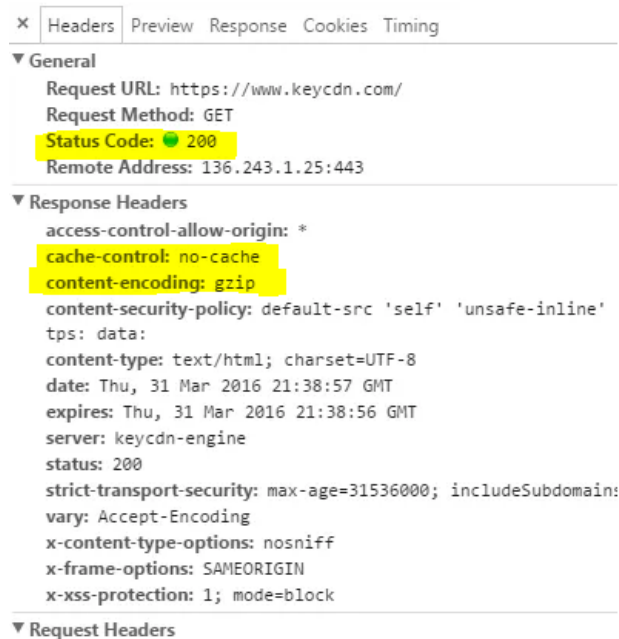 × Headers Preview Response Cookies Timing
▼ General
Request URL: https://www.keycdn.com/
Request Method: GET
Status Code: 200
Remote Address: 136.243.1.25:443
▼ Response Headers
access-control-allow-origin: *
cache-control: no-cache
content-encoding: gzip
content-security-policy: default-src 'self' 'unsafe-inline'
tps: data:
content-type: text/html; charset=UTF-8
date: Thu, 31 Mar 2016 21:38:57 GMT
expires: Thu, 31 Mar 2016 21:38:56 GMT
server: keycdn-engine
status: 200
strict-transport-security: max-age=31536000; includeSubdomains
vary: Accept-Encoding
x-content-type-options: nosniff
x-frame-options: SAMEORIGIN
x-xss-protection: 1; mode=block
▼ Request Headers